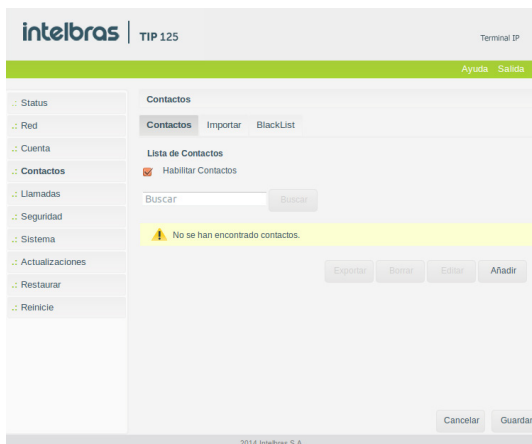 intelbras TIP 125
Terminal IP
Ayuda Salida
.: Status
.: Red
.: Cuenta
.: Contactos
.: Llamadas
.: Seguridad
.: Sistema
.: Actualizaciones
.: Restaurar
.: Reinicie
Contactos
Contactos Importar BlackList
Lista de Contactos
Habilitar Contactos
Buscar Buscar
No se han encontrado contactos.
Exportar Borrar Editar Añadir
Cancelar Guardar
2014 Intelbras S.A.